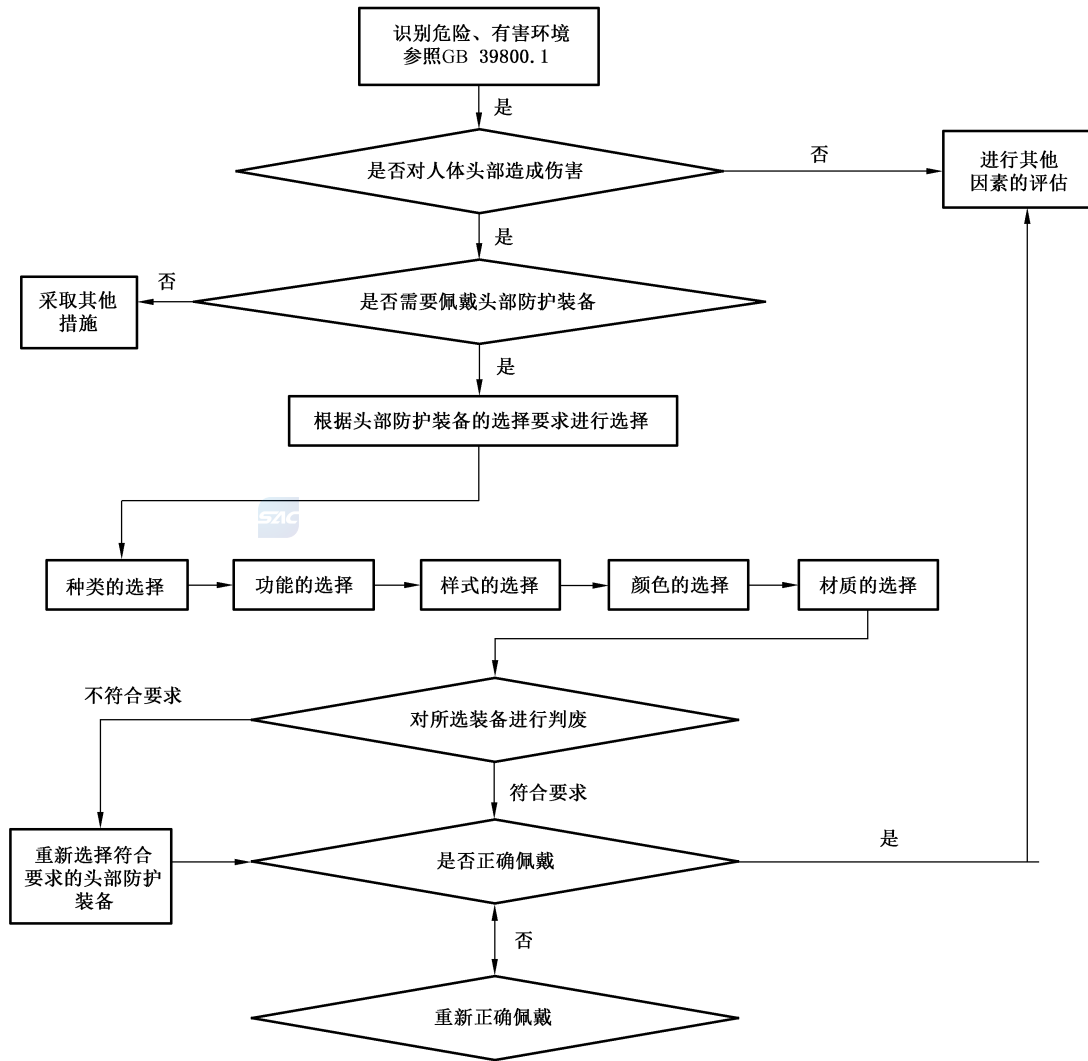 识别危险、有害环境
参照GB 39800.1
是
是否对人体头部造成伤害
否
进行其他
因素的评估
是
否
采取其他
措施
是否需要佩戴头部防护装备
是
根据头部防护装备的选择要求进行选择
SAC
种类的选择
功能的选择
样式的选择
颜色的选择
材质的选择
不符合要求
对所选装备进行判废
符合要求
重新选择符合
要求的头部防护
装备
是否正确佩戴
是
否
重新正确佩戴